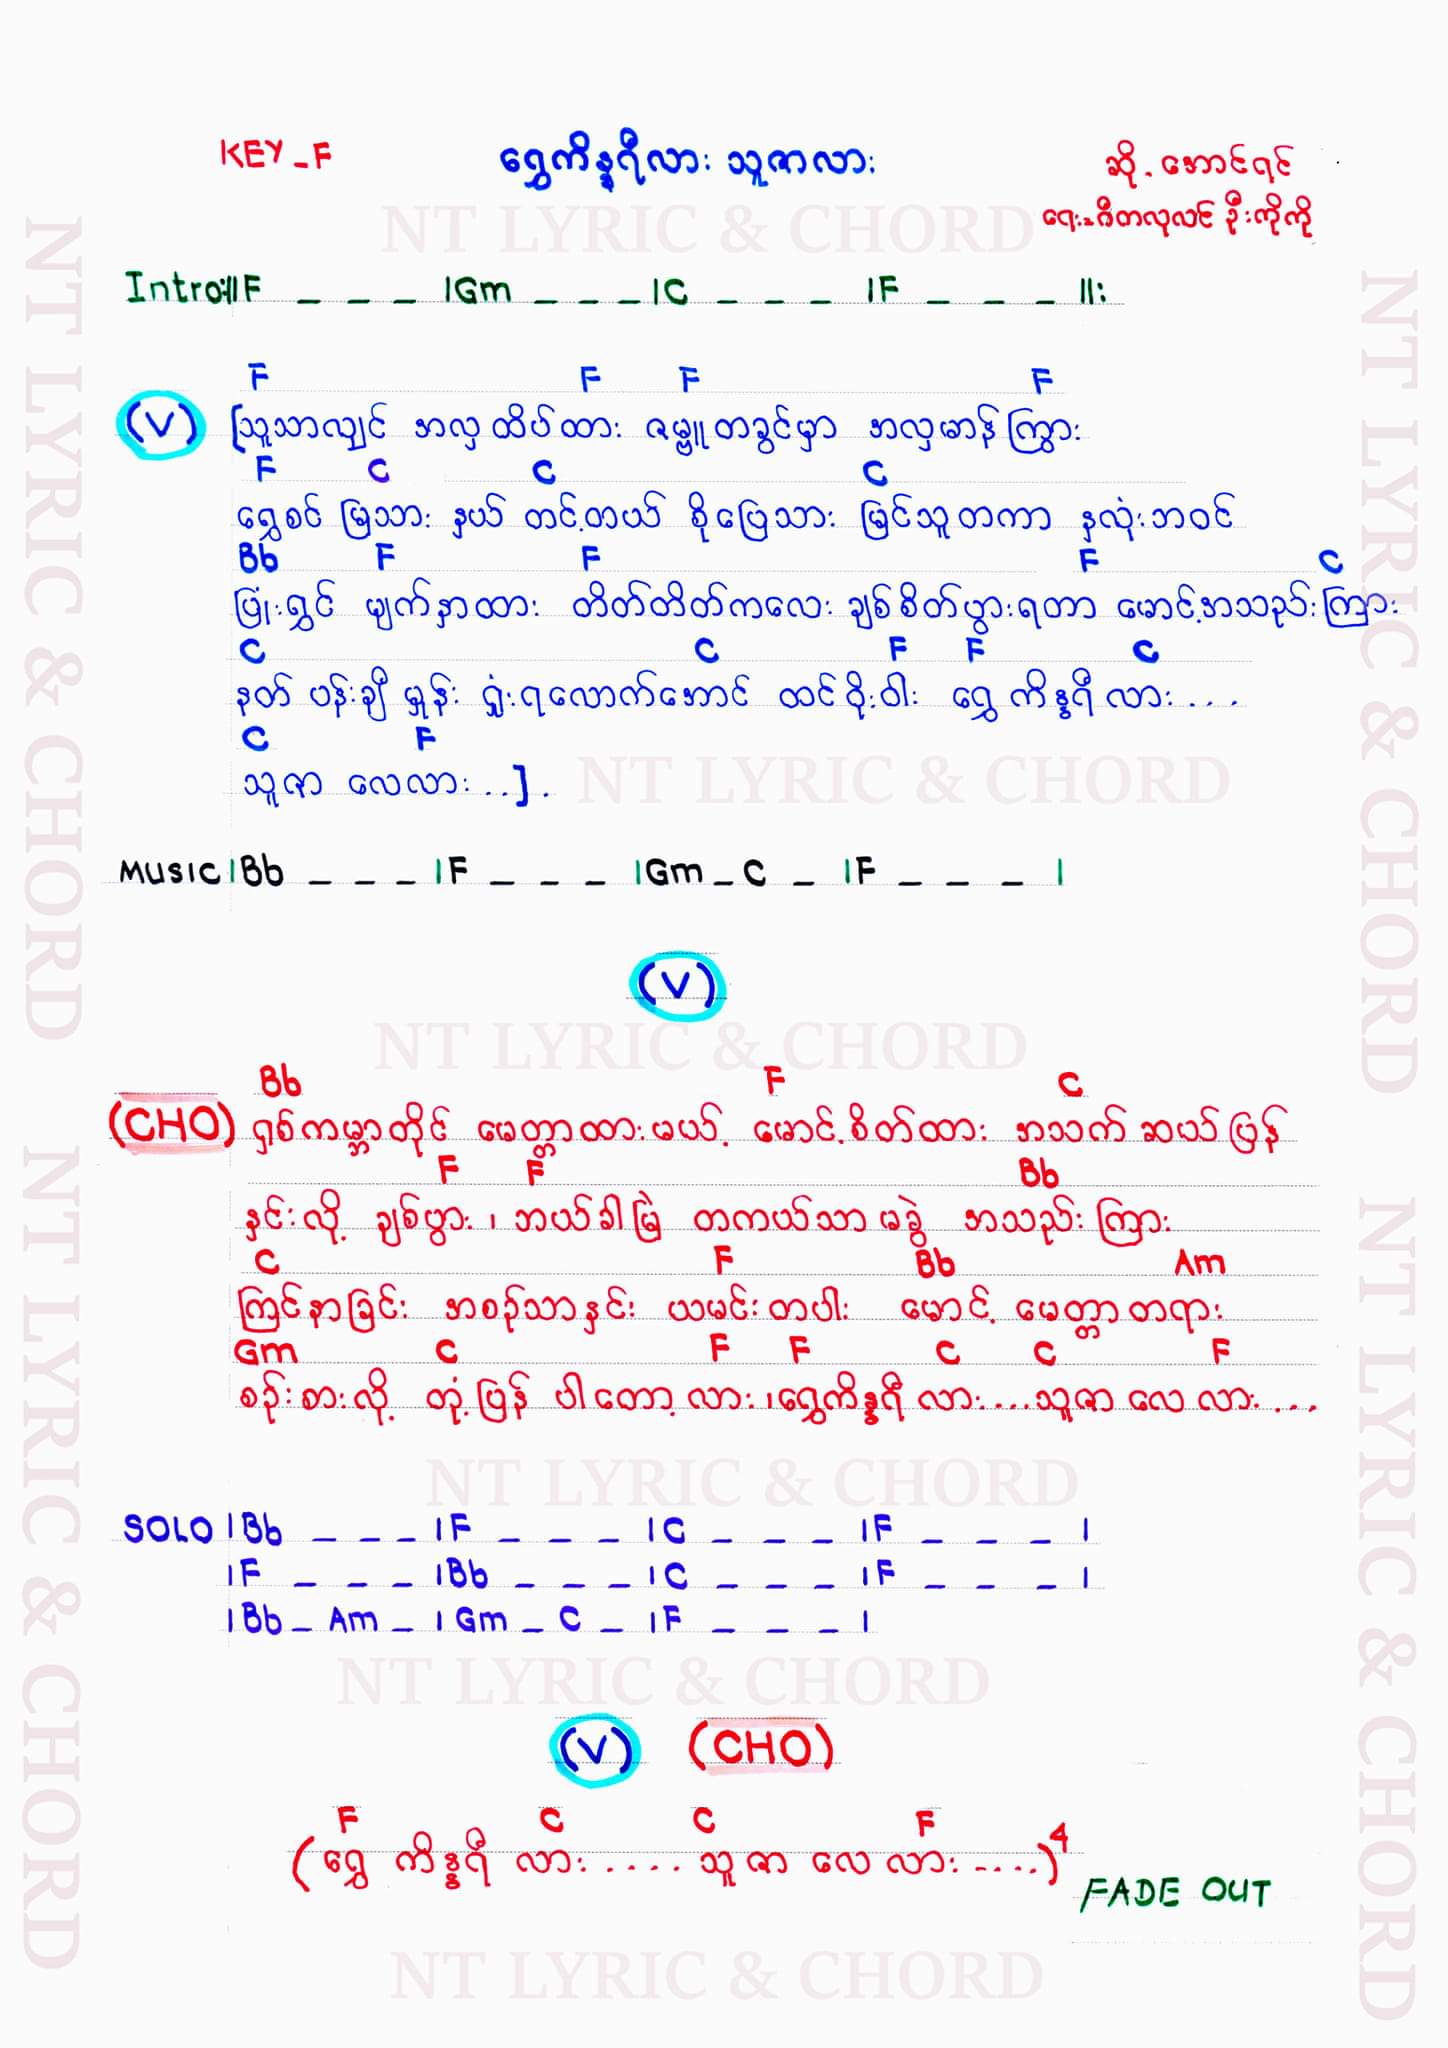 KEY_F
ရွှေကိန္နရီလား သူဇာလား
ဆို. အောင်ရင်
ရေး-ဂီတလုလင် ဦးကိုကို
NT LYRIC & CHORD
Intro:||F _ _ _ |Gm _ _ _ |C _ _ _ |F _ _ _ ||:
F F F F
(V) [သူသာလျှင် အလှထိပ်ထား ဇမ္ဗူတခွင်မှာ အလှမာန်ကြွား
F C C C
ရွှေစင် မြသား နှယ် တင့်တယ် စိုပြေသား မြင်သူတကာ နှလုံးဘဝင်
Bb F F F C
ဖြိုးရွှင် မျက်နှာထား တိတ်တိတ်ကလေး ချစ်စိတ်ပွားရတာ မောင့်အသည်းကြား
C C F F C
နတ် ပန်းချီ မှုန်း ရှုံးရလောက်အောင် ထင်ဖိုးဝါး ရွှေ ကိန္နရီ လား...
C F
သူဇာ လေလား..].
NT LYRIC & CHORD
MUSIC |Bb _ _ _ |F _ _ _ |Gm _ C _ |F _ _ _ |
(V)
NT LYRIC & CHORD
Bb F C
(CHO) ရှစ်ကမ္ဘာတိုင် မေတ္တာထားမယ့် မောင့်စိတ်ထား အသက်ဆယ်ပြန်
F F Bb
နှင်းလို့ ချစ်ပွား၊ ဘယ်ခါမြဲ တကယ်သာမခွဲ အသည်းကြား
C F Bb Am
ကြင်နာခြင်း အစဉ်သာနှင်း ယမင်းတပါး မောင့် မေတ္တာတရား
Gm C F F C C F
စဉ်းစားလို့ တုံ့ပြန် ပါတော့လား၊ရွှေကိန္နရီ လား....သူဇာ လေ လား...
NT LYRIC & CHORD
SOLO |Bb _ _ _ |F _ _ _ |C _ _ _ |F _ _ _ |
|F _ _ _ |Bb _ _ _ |C _ _ _ |F _ _ _ |
|Bb _ Am _ |Gm _ C _ |F _ _ _ |
NT LYRIC & CHORD
(V) (CHO)
F C C F
(ရွှေ ကိန္နရီ လား..... သူဇာ လေ လား-....)4
FADE OUT
NT LYRIC & CHORD
NT LYRIC & CHORD
NT LYRIC & CHORD
NT LYRIC & CHORD
NT LYRIC & CHORD